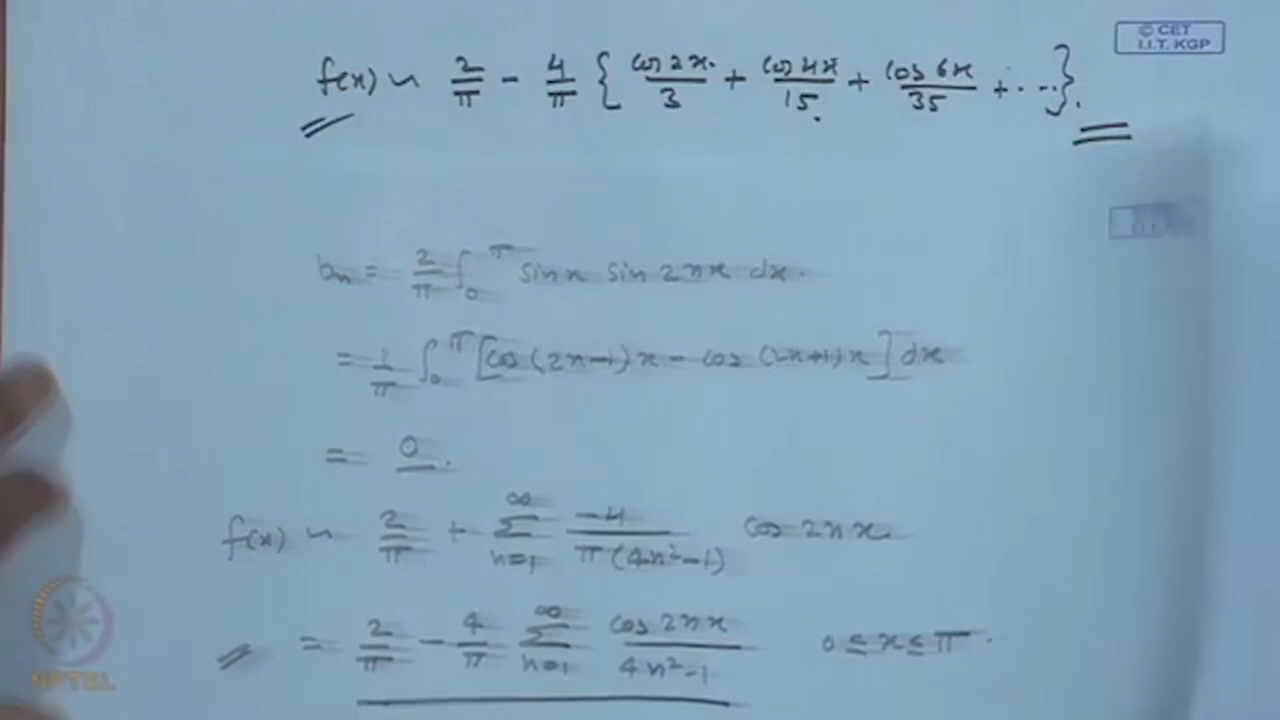 © CET
I.I.T. KGP
f(x) ~ 2/π - 4/π { cos 2x/3 + cos 4x/15 + cos 6x/35 + ... }.
bn = 2/π ∫₀^π sin x sin 2nx dx.
= 1/π ∫₀^π [cos (2n-1)x - cos (2n+1)x] dx
= 0.
f(x) ~ 2/π + ∑_{n=1}^∞ -4/π(4n²-1) cos 2nx
= 2/π - 4/π ∑_{n=1}^∞ cos 2nx/4n²-1 0 ≤ x ≤ π.
NPTEL